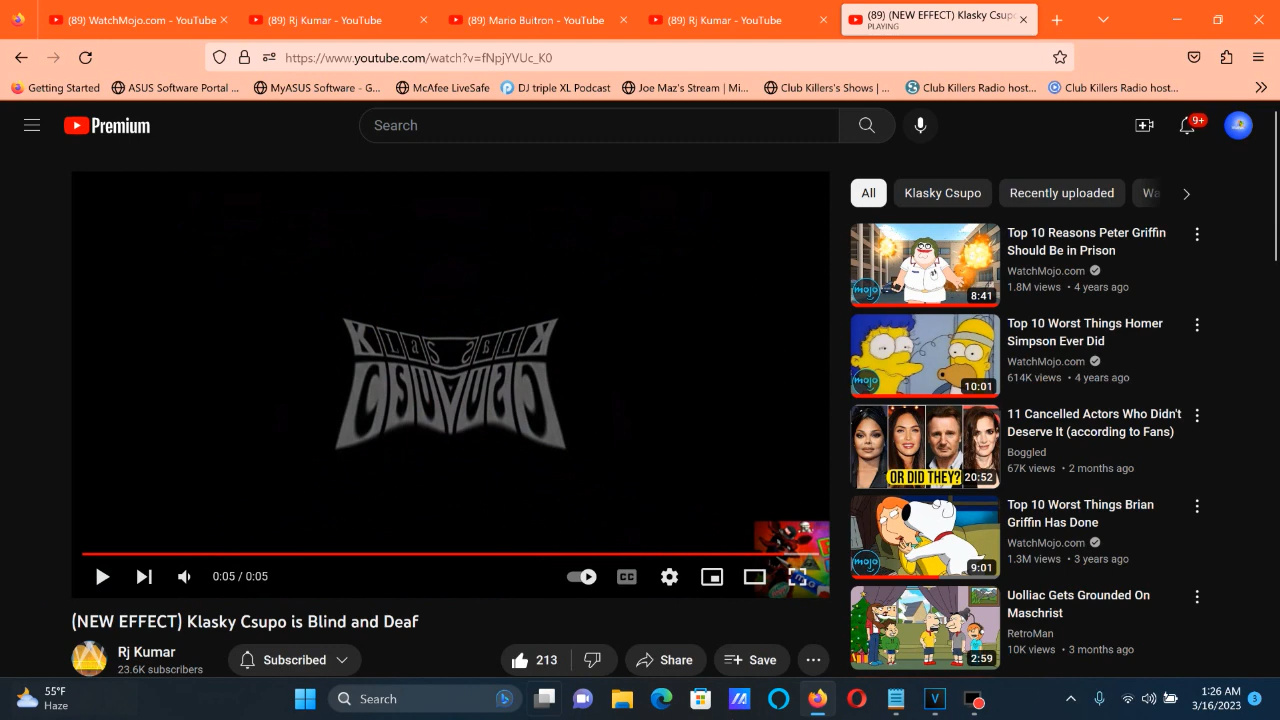 (89) WatchMojo.com - YouTube
(89) Rj Kumar - YouTube
(89) Mario Buitron - YouTube
(89) Rj Kumar - YouTube
(89) (NEW EFFECT) Klasky Csupo
PLAYING
https://www.youtube.com/watch?v=fNpjYVUc_K0
Getting Started
ASUS Software Portal ...
MyASUS Software - G...
McAfee LiveSafe
DJ triple XL Podcast
Joe Maz's Stream | Mi...
Club Killers's Shows | ...
Club Killers Radio host...
Club Killers Radio host...
Premium
Search
9+
All
Klasky Csupo
Recently uploaded
Wa
Top 10 Reasons Peter Griffin
Should Be in Prison
WatchMojo.com
1.8M views • 4 years ago
mojo
8:41
Top 10 Worst Things Homer
Simpson Ever Did
WatchMojo.com
614K views • 4 years ago
mojo
10:01
11 Cancelled Actors Who Didn't
Deserve It (according to Fans)
Boggled
67K views • 2 months ago
OR DID THEY?
20:52
Top 10 Worst Things Brian
Griffin Has Done
WatchMojo.com
1.3M views • 3 years ago
mojo
9:01
Uolliac Gets Grounded On
Maschrist
RetroMan
10K views • 3 months ago
2:59
0:05 / 0:05
CC
(NEW EFFECT) Klasky Csupo is Blind and Deaf
Rj Kumar
23.6K subscribers
Subscribed
213
Share
Save
55°F
Haze
Search
1:26 AM
3/16/2023
3